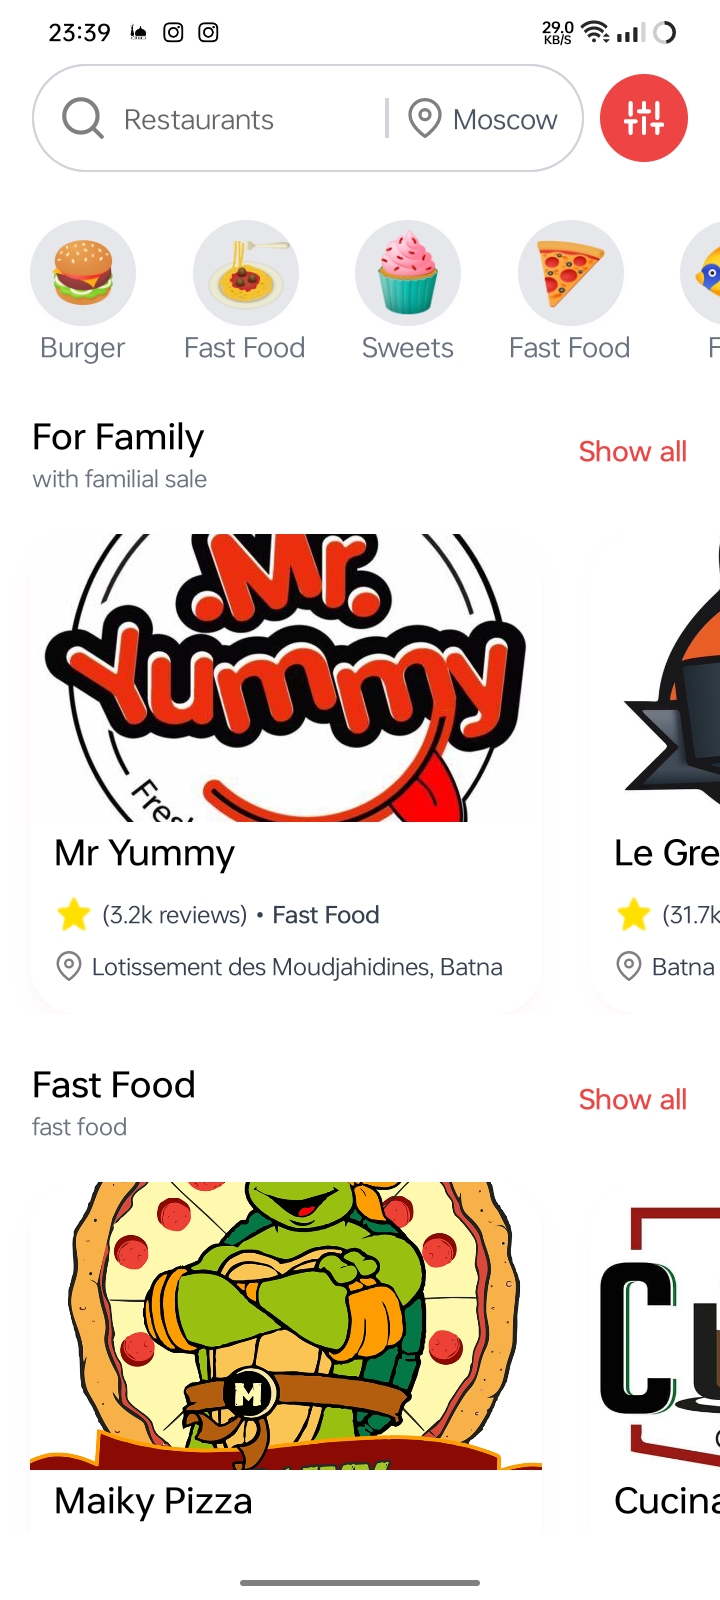 23:39
29.0
KB/S
Restaurants
Moscow
Burger
Fast Food
Sweets
Fast Food
F
For Family
with familial sale
Show all
Mr.
Yummy
Fres
Mr Yummy
(3.2k reviews) • Fast Food
Lotissement des Moudjahidines, Batna
Le Gre
(31.7k
Batna
Fast Food
fast food
Show all
M
Cu
Maiky Pizza
Cucina